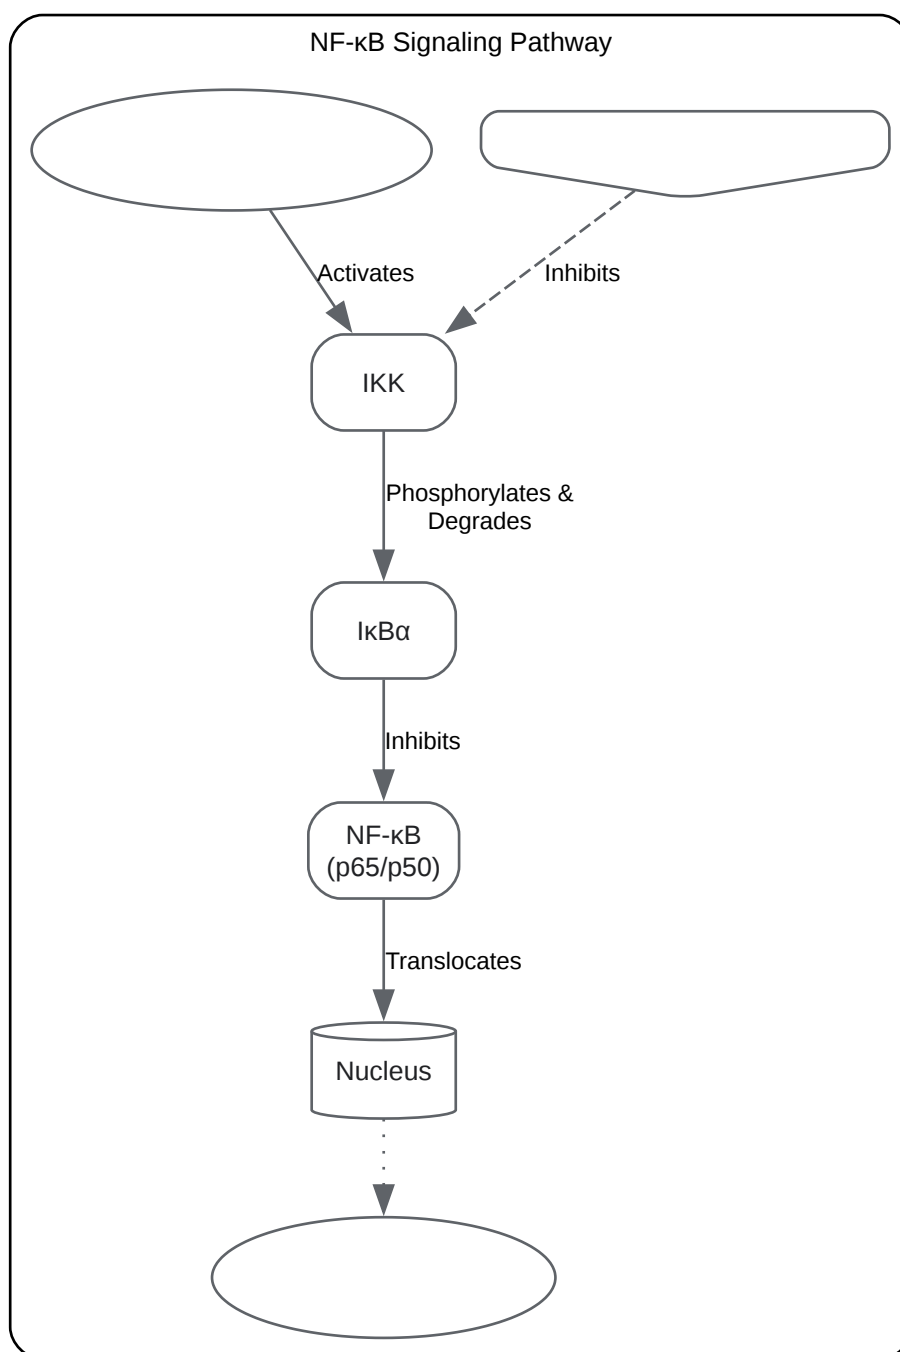 NF-κB Signaling Pathway
Activates
Inhibits
IKK
Phosphorylates &
Degrades
IκBα
Inhibits
NF-κB
(p65/p50)
Translocates
Nucleus